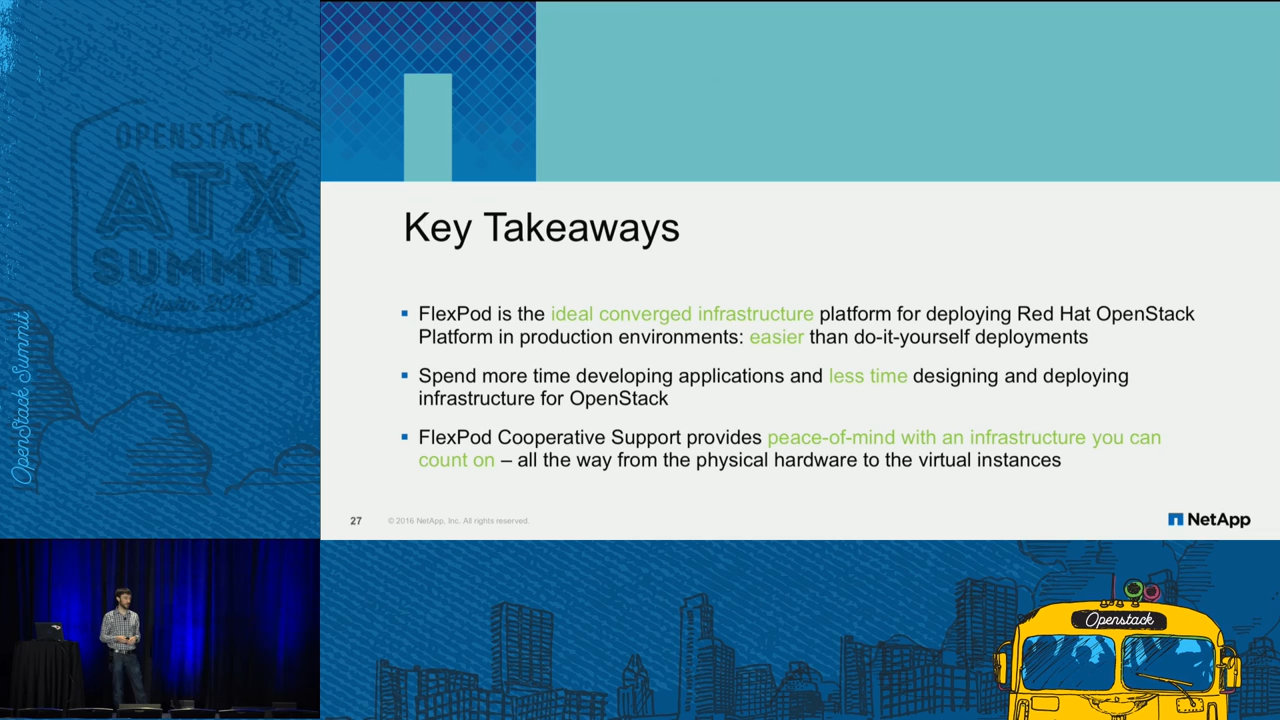 OPENSTACK
ATX
SUMMIT
Austin 2016
OpenStack Summit
Key Takeaways
▪ FlexPod is the ideal converged infrastructure platform for deploying Red Hat OpenStack
Platform in production environments: easier than do-it-yourself deployments
▪ Spend more time developing applications and less time designing and deploying
infrastructure for OpenStack
▪ FlexPod Cooperative Support provides peace-of-mind with an infrastructure you can
count on – all the way from the physical hardware to the virtual instances
27
© 2016 NetApp, Inc. All rights reserved.
NetApp
Openstack